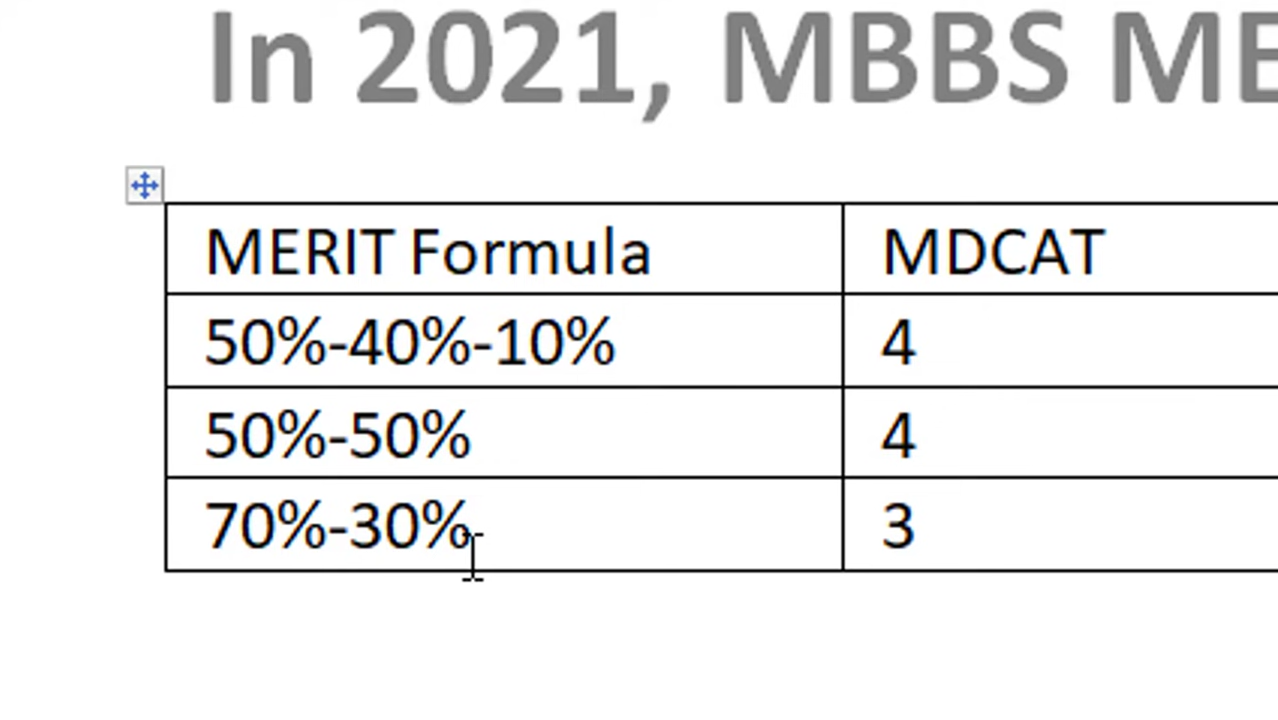 In 2021, MBBS ME
MERIT Formula MDCAT
50%-40%-10% 4
50%-50% 4
70%-30% 3